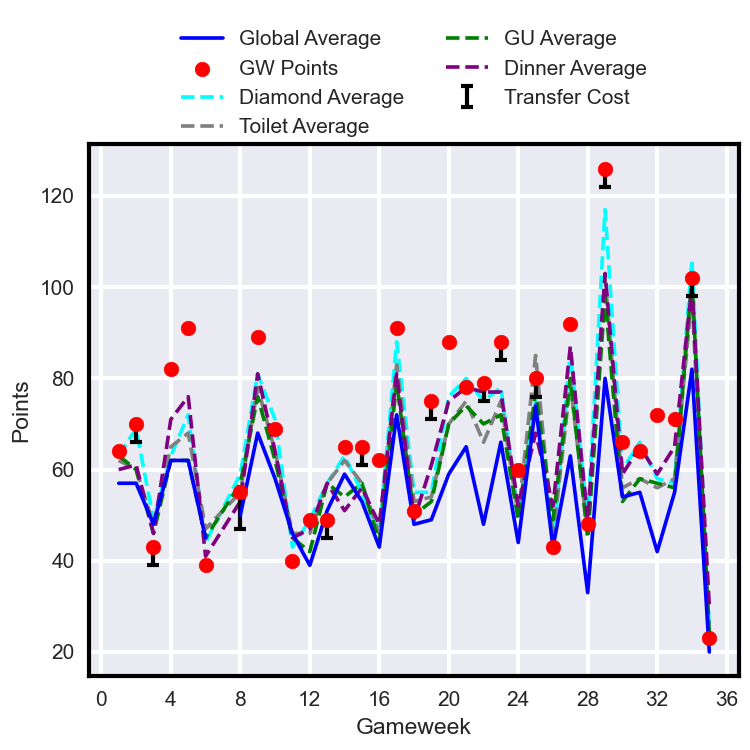 Global Average
GW Points
Diamond Average
Toilet Average
GU Average
Dinner Average
Transfer Cost
120
100
80
60
40
20
Points
0 4 8 12 16 20 24 28 32 36
Gameweek